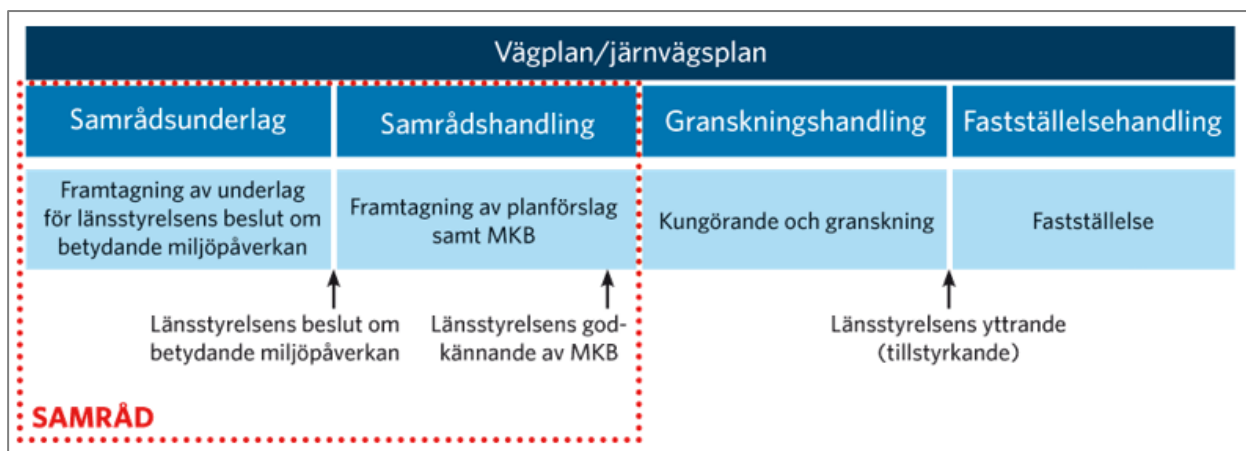 Vägplan/järnvägsplan
Samrådsunderlag
Samrådshandling
Granskningshandling
Fastställelsehandling
Framtagning av underlag
för länsstyrelsens beslut om
betydande miljöpåverkan
Framtagning av planförslag
samt MKB
Kungörande och granskning
Fastställelse
Länsstyrelsens beslut om
betydande miljöpåverkan
Länsstyrelsens god-
kännande av MKB
Länsstyrelsens yttrande
(tillstyrkande)
SAMRÅD